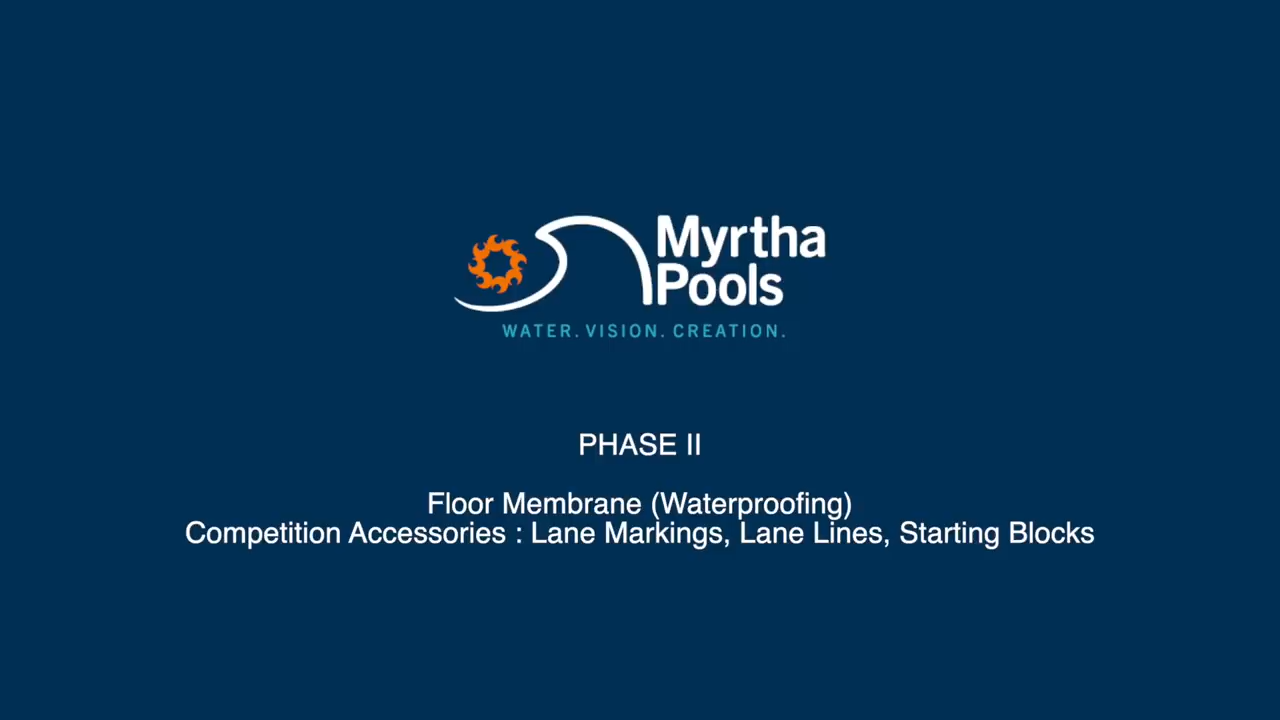 Myrtha
Pools
WATER. VISION. CREATION.
PHASE II
Floor Membrane (Waterproofing)
Competition Accessories : Lane Markings, Lane Lines, Starting Blocks